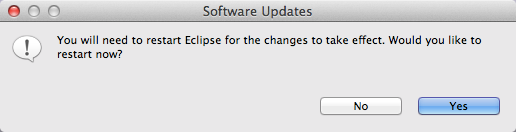 Software Updates
You will need to restart Eclipse for the changes to take effect. Would you like to
restart now?
No
Yes